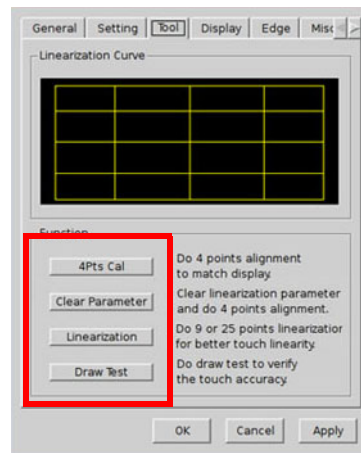 General Setting Tool Display Edge Misc
Linearization Curve
Function
4Pts Cal
Do 4 points alignment
to match display.
Clear Parameter
Clear linearization parameter
and do 4 points alignment.
Linearization
Do 9 or 25 points linearization
for better touch linearity.
Draw Test
Do draw test to verify
the touch accuracy.
OK Cancel Apply